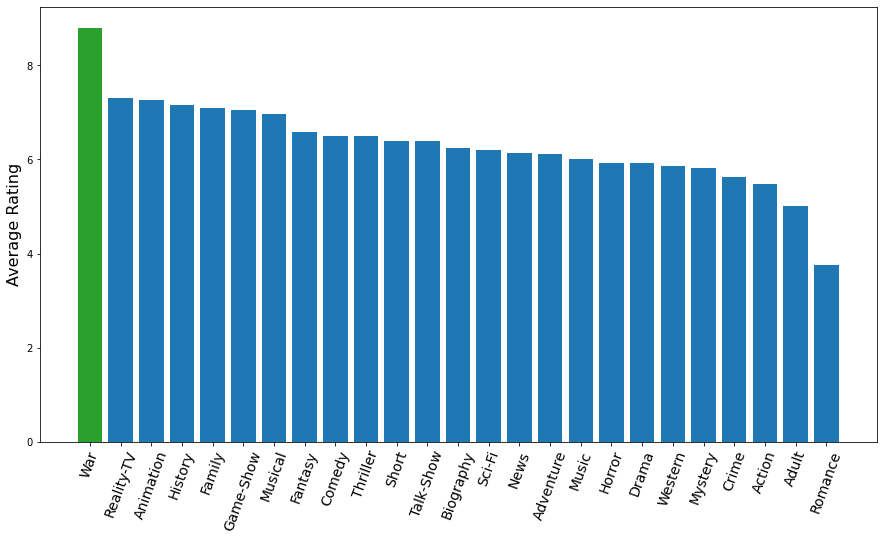 Average Rating
8
6
4
2
0
War
Reality-TV
Animation
History
Family
Game-Show
Musical
Fantasy
Comedy
Thriller
Short
Talk-Show
Biography
Sci-Fi
News
Adventure
Music
Horror
Drama
Western
Mystery
Crime
Action
Adult
Romance